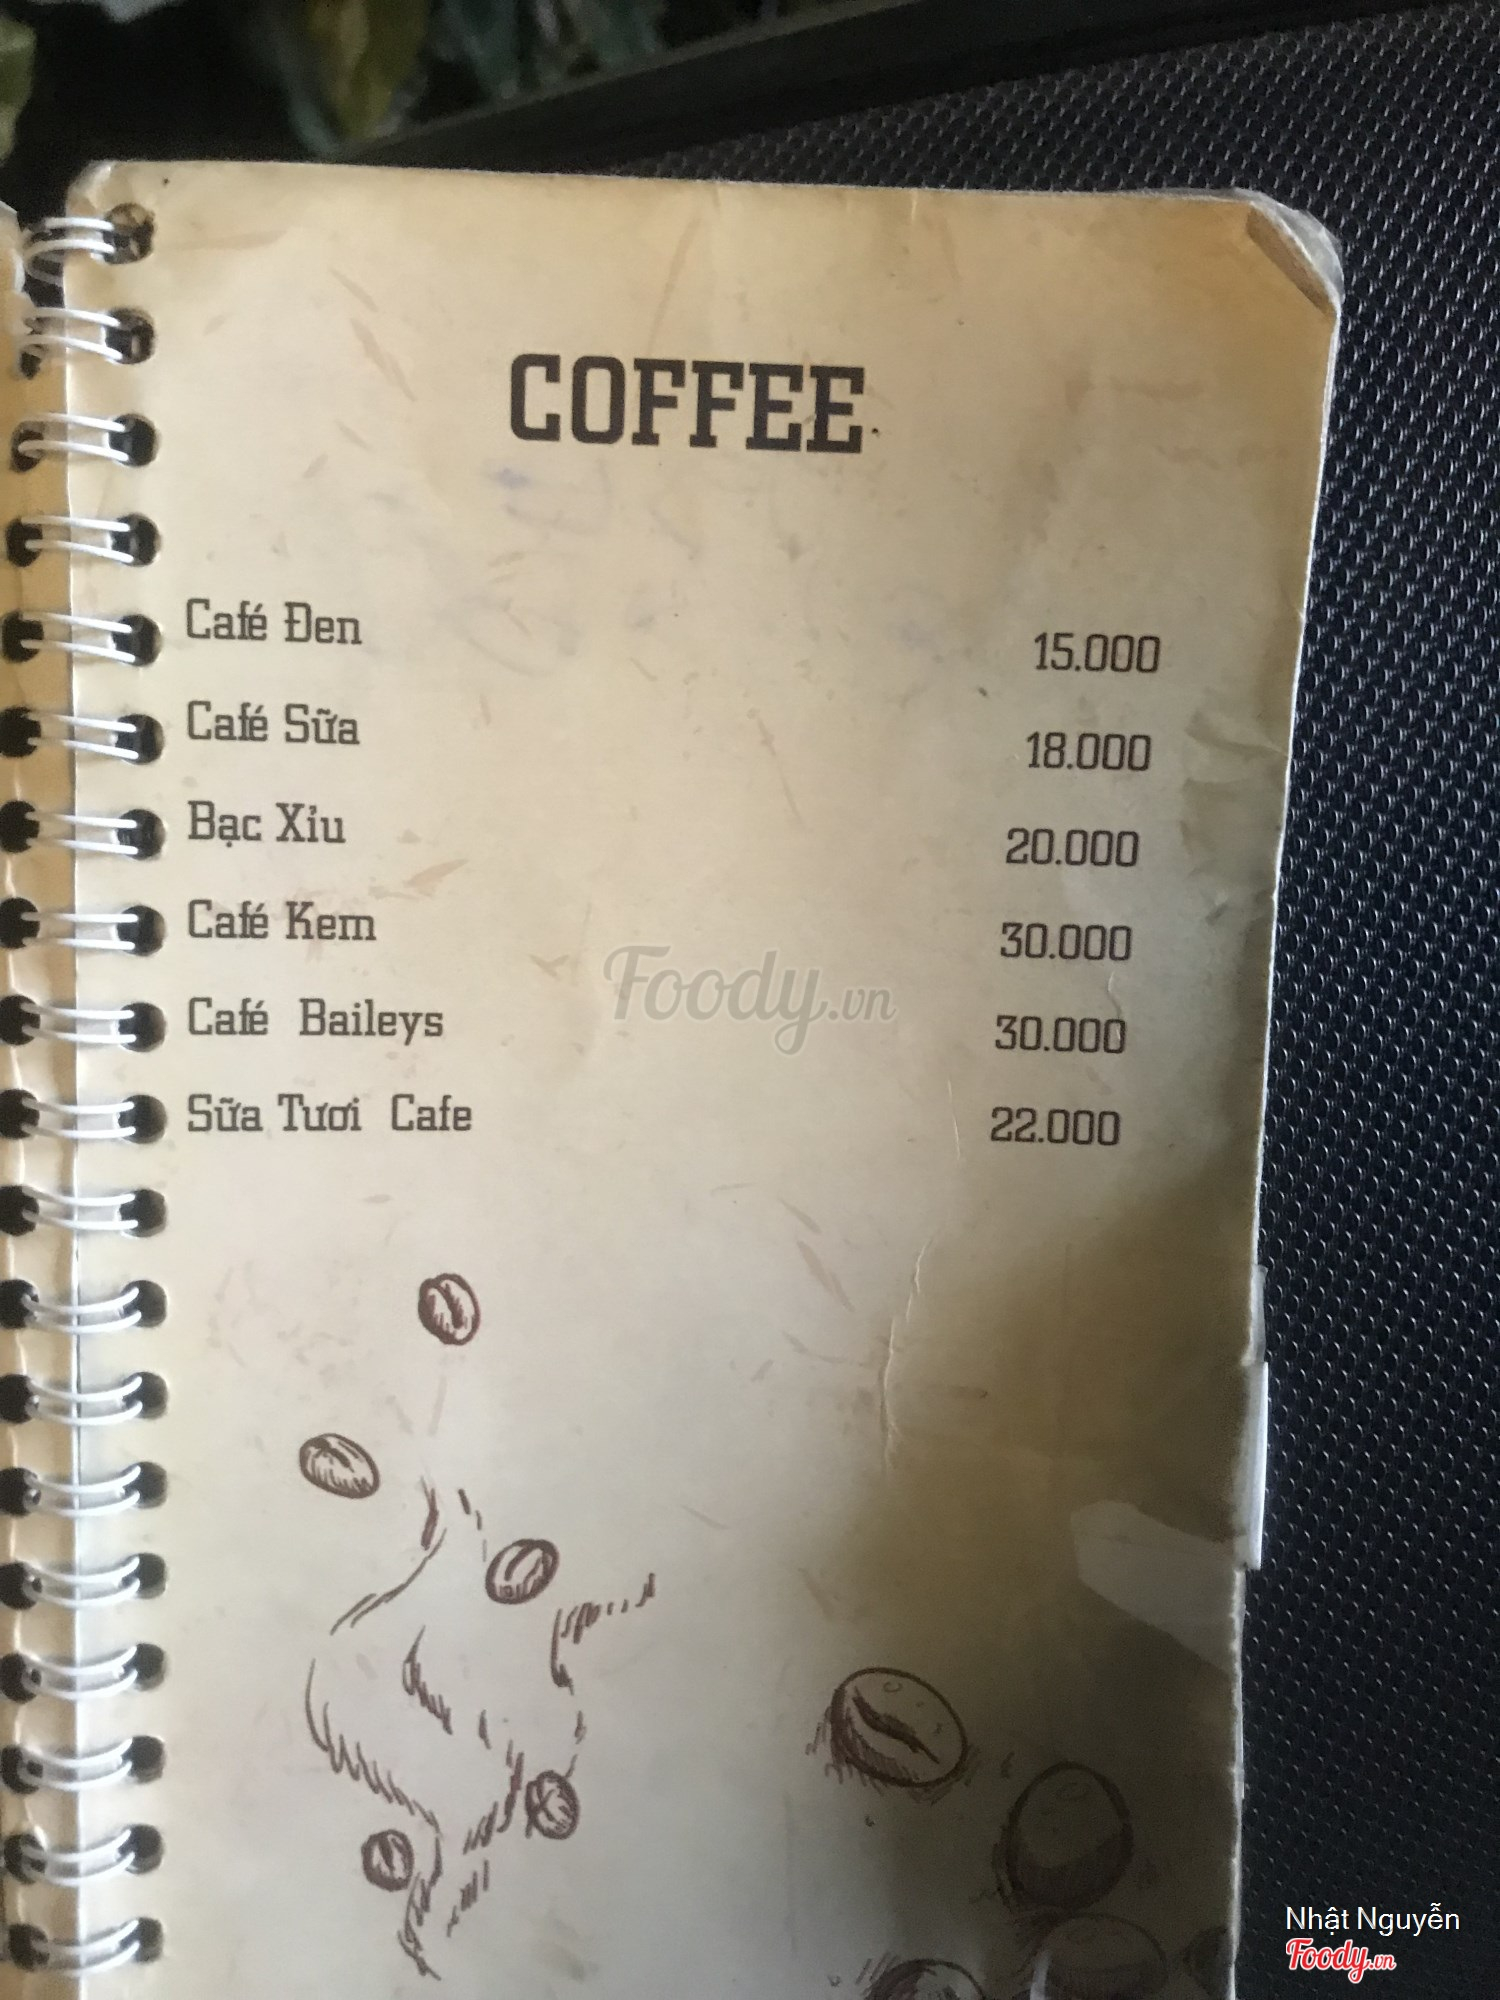 COFFEE
Café Đen 15.000
Café Sữa 18.000
Bạc Xỉu 20.000
Café Kem 30.000
Café Baileys 30.000
Sữa Tươi Cafe 22.000
Foody.vn
Nhật Nguyễn
Foody.vn